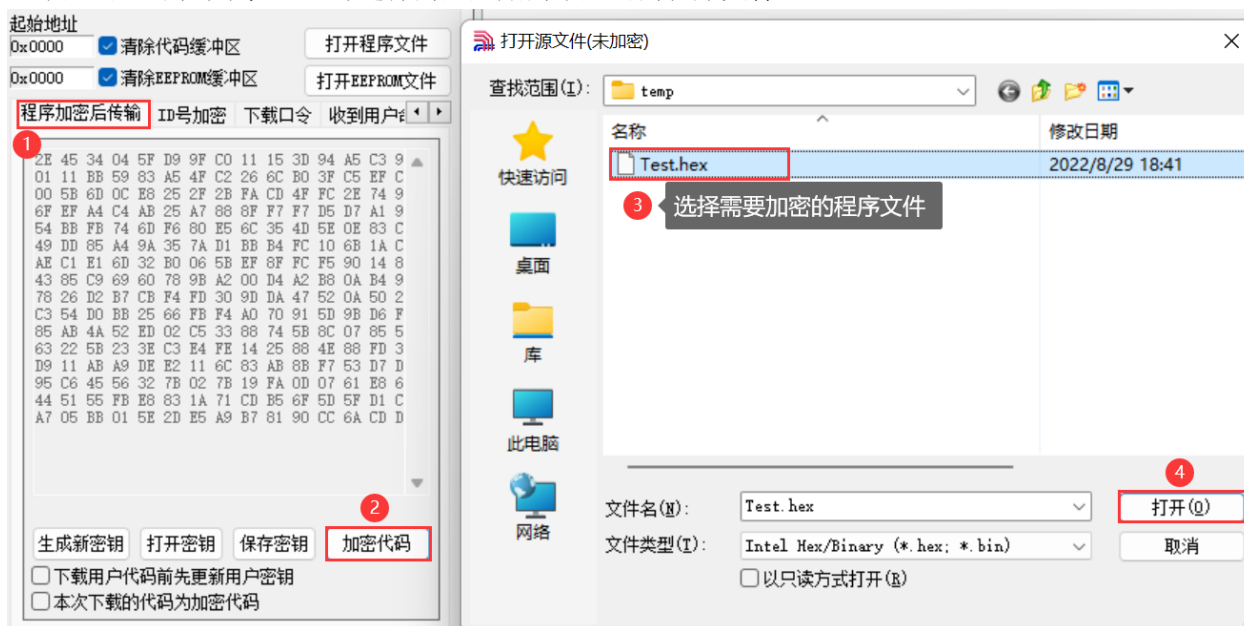 起始地址
0x0000 清除代码缓冲区 打开程序文件
0x0000 清除EEPROM缓冲区 打开EEPROM文件
程序加密后传输 ID号加密 下载口令 收到用户
1
2E 45 34 04 5F D9 9F C0 11 15 3D 94 A5 C3 9
01 11 BB 59 83 A5 4F C2 26 6C B0 3F C5 EF C
00 5B 6D 0C E8 25 2F 2B FA CD 4F FC 2E 74 9
6F EF A4 C4 AB 25 A7 88 8F F7 F7 D5 D7 A1 9
54 BB FB 74 6D F6 80 E5 6C 35 4D 5E 0E 83 C
49 DD 85 A4 9A 35 7A D1 BB B4 FC 10 6B 1A C
AE C1 E1 6D 32 B0 06 5B EF 8F FC F5 90 14 8
43 85 C9 69 60 78 9B A2 00 D4 A2 B8 0A B4 9
78 26 D2 B7 CB F4 FD 30 9D DA 47 52 0A 50 2
C3 54 D0 BB 25 66 FB F4 A0 70 91 5D 9B D6 F
85 AB 4A 52 ED 02 C5 33 88 74 5B 8C 07 85 5
63 22 5B 23 3E C3 E4 FE 14 25 88 4E 88 FD 3
D9 11 AB A9 DE E2 11 6C 83 AB 8B F7 53 D7 D
95 C6 45 56 32 7B 02 7B 19 FA 0D 07 61 E8 6
44 51 55 FB E8 83 1A 71 CD B5 6F 5D 5F D1 C
A7 05 BB 01 5E 2D E5 A9 B7 81 90 CC 6A CD D
2
生成新密钥 打开密钥 保存密钥 加密代码
下载用户代码前先更新用户密钥
本次下载的代码为加密代码
打开源文件(未加密)
查找范围(I): temp
名称 修改日期
Test.hex 2022/8/29 18:41
3 选择需要加密的程序文件
快速访问
桌面
库
此电脑
网络
4
文件名(N): Test.hex 打开(O)
文件类型(T): Intel Hex/Binary (*.hex; *.bin) 取消
以只读方式打开(R)